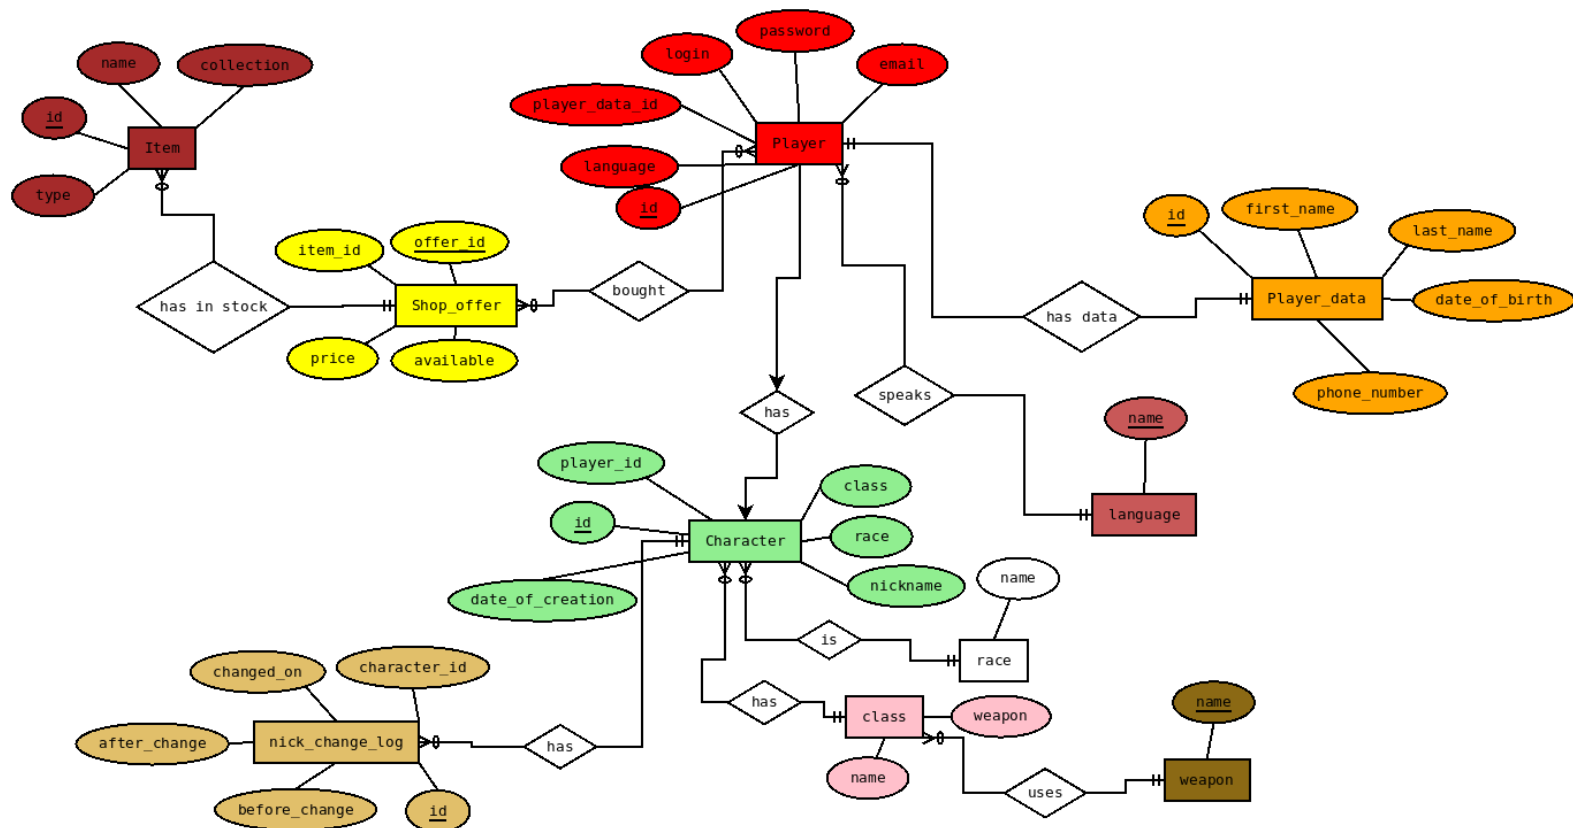 password
login
email
name
collection
player_data_id
id
Item
Player
language
type
id
id
first_name
last_name
item_id
offer_id
Shop_offer
bought
has in stock
Player_data
date_of_birth
has data
price
available
phone_number
speaks
has
name
player_id
class
language
id
Character
race
nickname
date_of_creation
name
is
race
changed_on
character_id
has
class
weapon
name
after_change
nick_change_log
has
name
uses
weapon
before_change
id